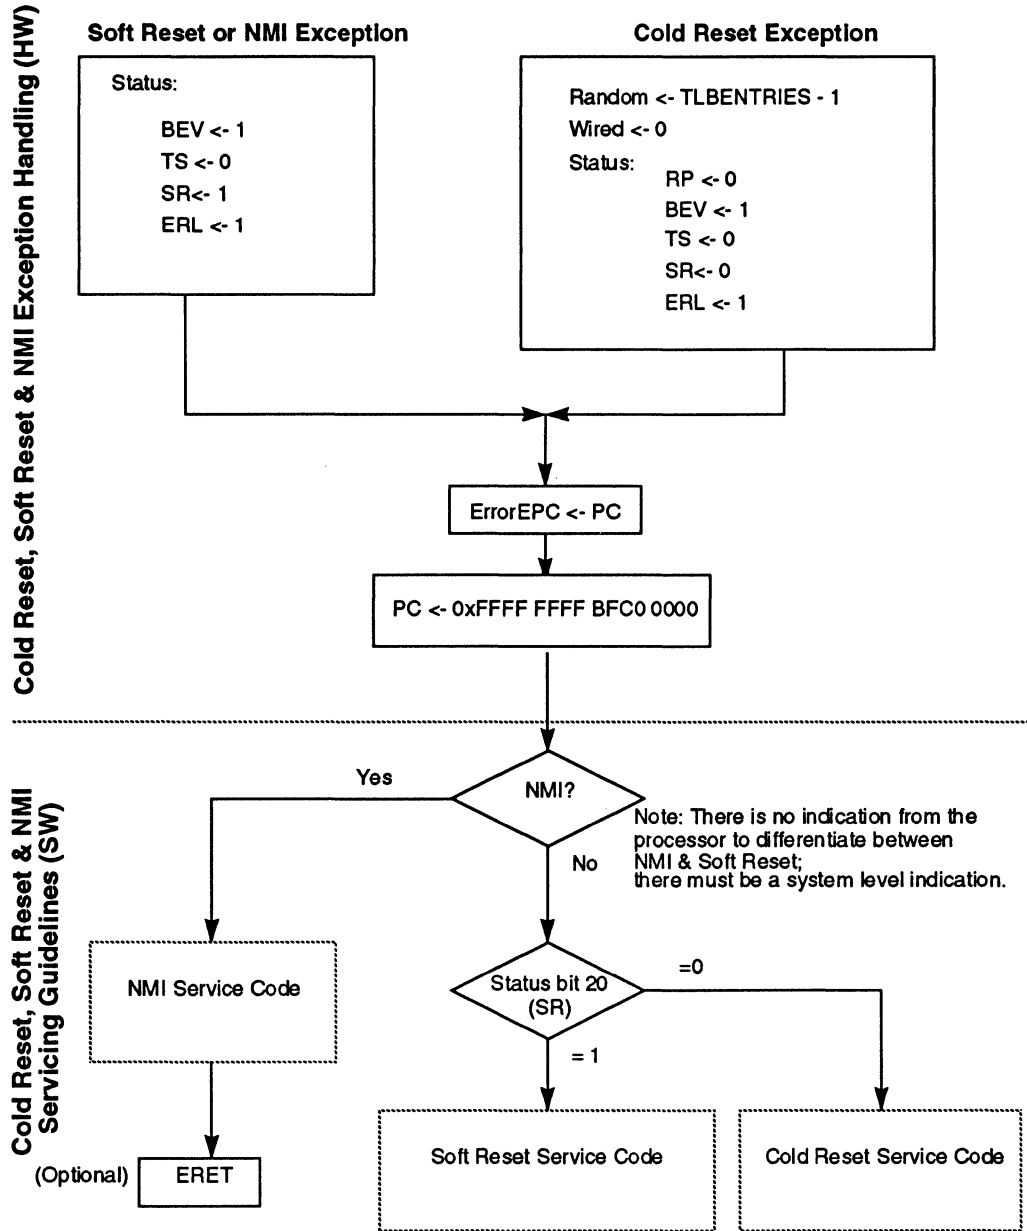 Cold Reset, Soft Reset & NMI Exception Handling (HW)
Soft Reset or NMI Exception
Status:
BEV <- 1
TS <- 0
SR<- 1
ERL <- 1
Cold Reset Exception
Random <- TLBENTRIES - 1
Wired <- 0
Status:
RP <- 0
BEV <- 1
TS <- 0
SR<- 0
ERL <- 1
ErrorEPC <- PC
PC <- 0xFFFF FFFF BFC0 0000
Cold Reset, Soft Reset & NMI
Servicing Guidelines (SW)
NMI?
Yes
No
Note: There is no indication from the
processor to differentiate between
NMI & Soft Reset;
there must be a system level indication.
NMI Service Code
(Optional)
ERET
Status bit 20
(SR)
=0
= 1
Soft Reset Service Code
Cold Reset Service Code